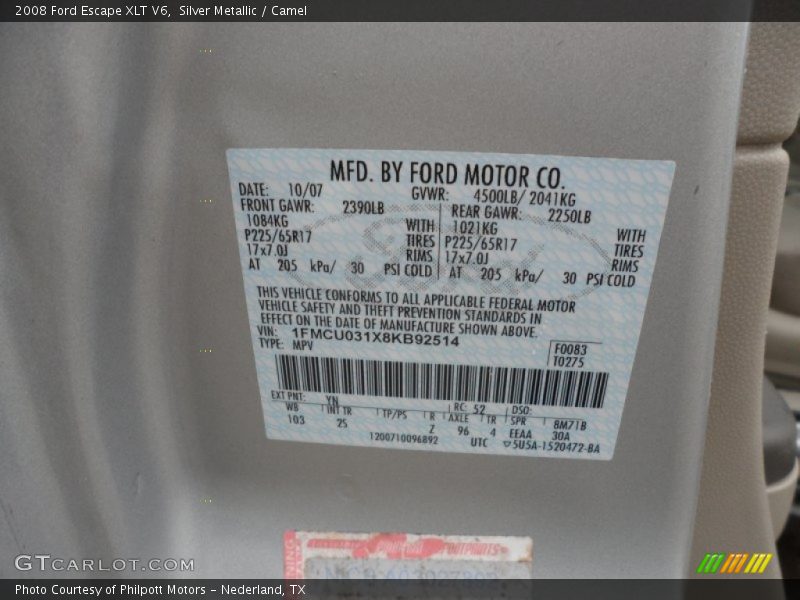 2008 Ford Escape XLT V6, Silver Metallic / Camel
MFD. BY FORD MOTOR CO.
DATE: 10/07 GVWR: 4500LB/ 2041KG
FRONT GAWR: 2390LB REAR GAWR: 2250LB
1084KG WITH 1021KG WITH
P225/65R17 TIRES P225/65R17 TIRES
17x7.0J RIMS 17x7.0J RIMS
AT 205 kPa/ 30 PSI COLD AT 205 kPa/ 30 PSI COLD
THIS VEHICLE CONFORMS TO ALL APPLICABLE FEDERAL MOTOR
VEHICLE SAFETY AND THEFT PREVENTION STANDARDS IN
EFFECT ON THE DATE OF MANUFACTURE SHOWN ABOVE.
VIN: 1FMCU031X8KB92514
TYPE: MPV
F0083
T0275
EXT PNT: YN RC: 52 DSO:
WB INT TR TP/PS R AXLE TR SPR 8M71B
103 25 Z 96 4 EEAA 30A
1200710096892 UTC ▽5U5A-1520472-BA
GTCARLOT.COM
Photo Courtesy of Philpott Motors - Nederland, TX